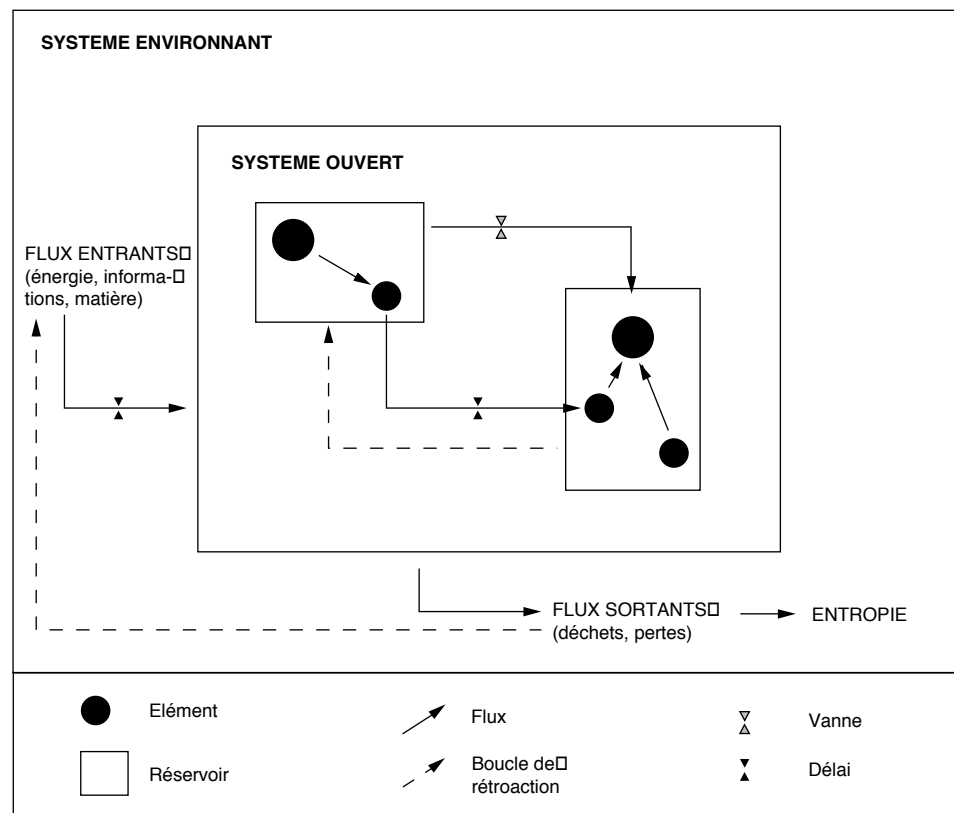 SYSTEME ENVIRONNANT
SYSTEME OUVERT
FLUX ENTRANTS□
(énergie, informa-□
tions, matière)
FLUX SORTANTS□
(déchets, pertes)
ENTROPIE
Elément
Flux
Vanne
Réservoir
Boucle de□
rétroaction
Délai